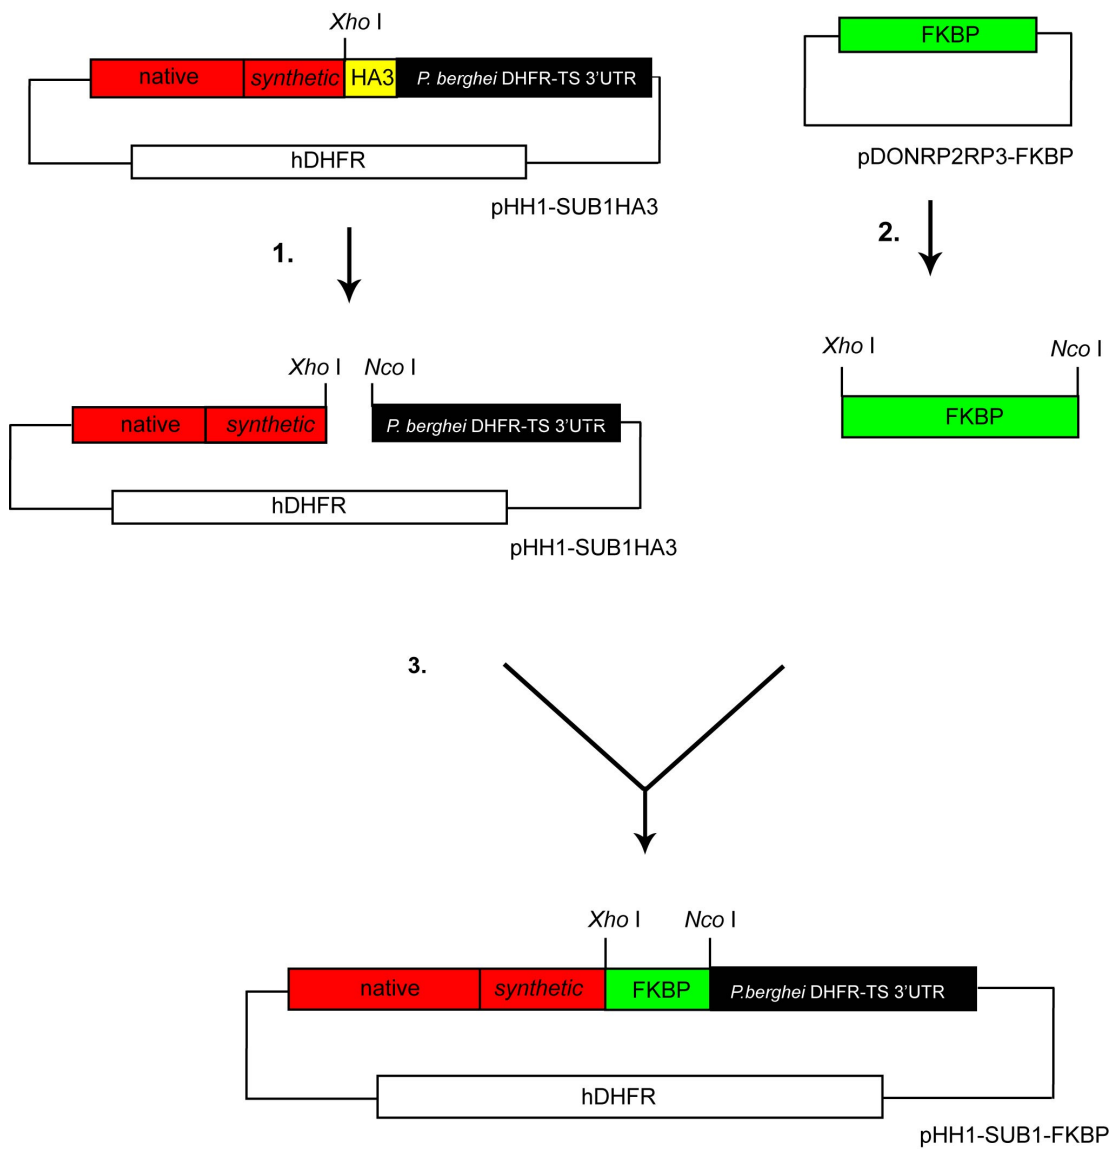 Xho I
FKBP
native synthetic HA3 P. berghei DHFR-TS 3'UTR
hDHFR
pDONRP2RP3-FKBP
pHH1-SUB1HA3
1.
2.
Xho I Nco I
Xho I Nco I
native synthetic P. berghei DHFR-TS 3'UTR
FKBP
hDHFR
pHH1-SUB1HA3
3.
Xho I Nco I
native synthetic FKBP P.berghei DHFR-TS 3'UTR
hDHFR
pHH1-SUB1-FKBP